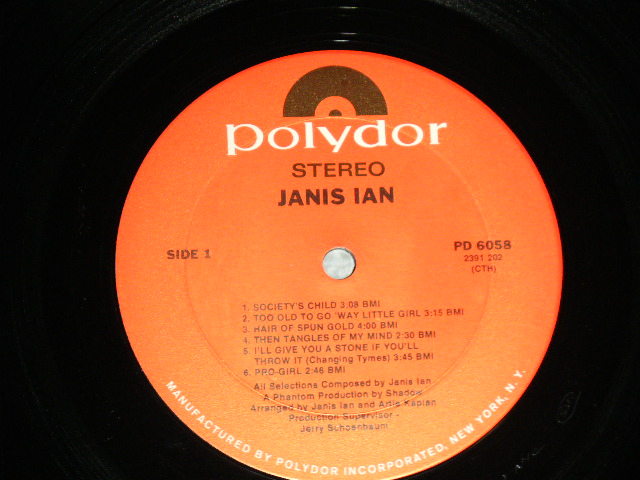 polydor
STEREO
JANIS IAN
SIDE 1
PD 6058
2391 202
(CTH)
1. SOCIETY'S CHILD 3:08 BMI
2. TOO OLD TO GO 'WAY LITTLE GIRL 3:15 BMI
3. HAIR OF SPUN GOLD 4:00 BMI
4. THEN TANGLES OF MY MIND 2:30 BMI
5. I'LL GIVE YOU A STONE IF YOU'LL
THROW IT (Changing Tymes) 3:45 BMI
6. PRO-GIRL 2:46 BMI
All Selections Composed by Janis Ian
A Phantom Production by Shadow
Arranged by Janis Ian and Artie Kaplan
Production Supervisor -
Jerry Schoenbaum
MANUFACTURED BY POLYDOR INCORPORATED, NEW YORK, N.Y.